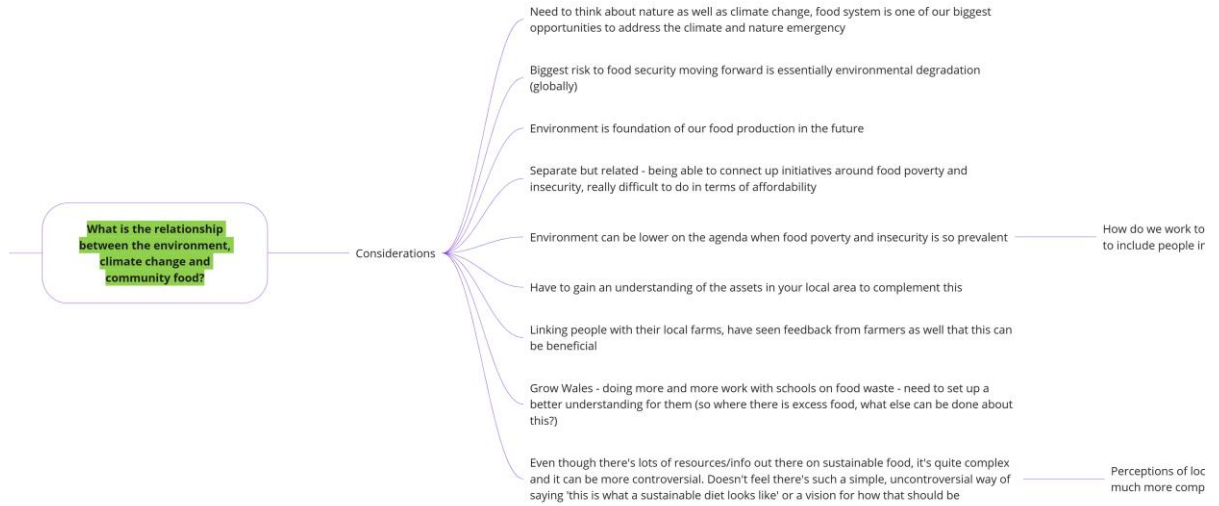 Need to think about nature as well as climate change, food system is one of our biggest
opportunities to address the climate and nature emergency
Biggest risk to food security moving forward is essentially environmental degradation
(globally)
Environment is foundation of our food production in the future
Separate but related - being able to connect up initiatives around food poverty and
insecurity, really difficult to do in terms of affordability
What is the relationship
between the environment,
climate change and
community food?
Considerations
Environment can be lower on the agenda when food poverty and insecurity is so prevalent
How do we work to
to include people in
Have to gain an understanding of the assets in your local area to complement this
Linking people with their local farms, have seen feedback from farmers as well that this can
be beneficial
Grow Wales - doing more and more work with schools on food waste - need to set up a
better understanding for them (so where there is excess food, what else can be done about
this?)
Even though there's lots of resources/info out there on sustainable food, it's quite complex
and it can be more controversial. Doesn't feel there's such a simple, uncontroversial way of
saying 'this is what a sustainable diet looks like' or a vision for how that should be
Perceptions of loc
much more comp